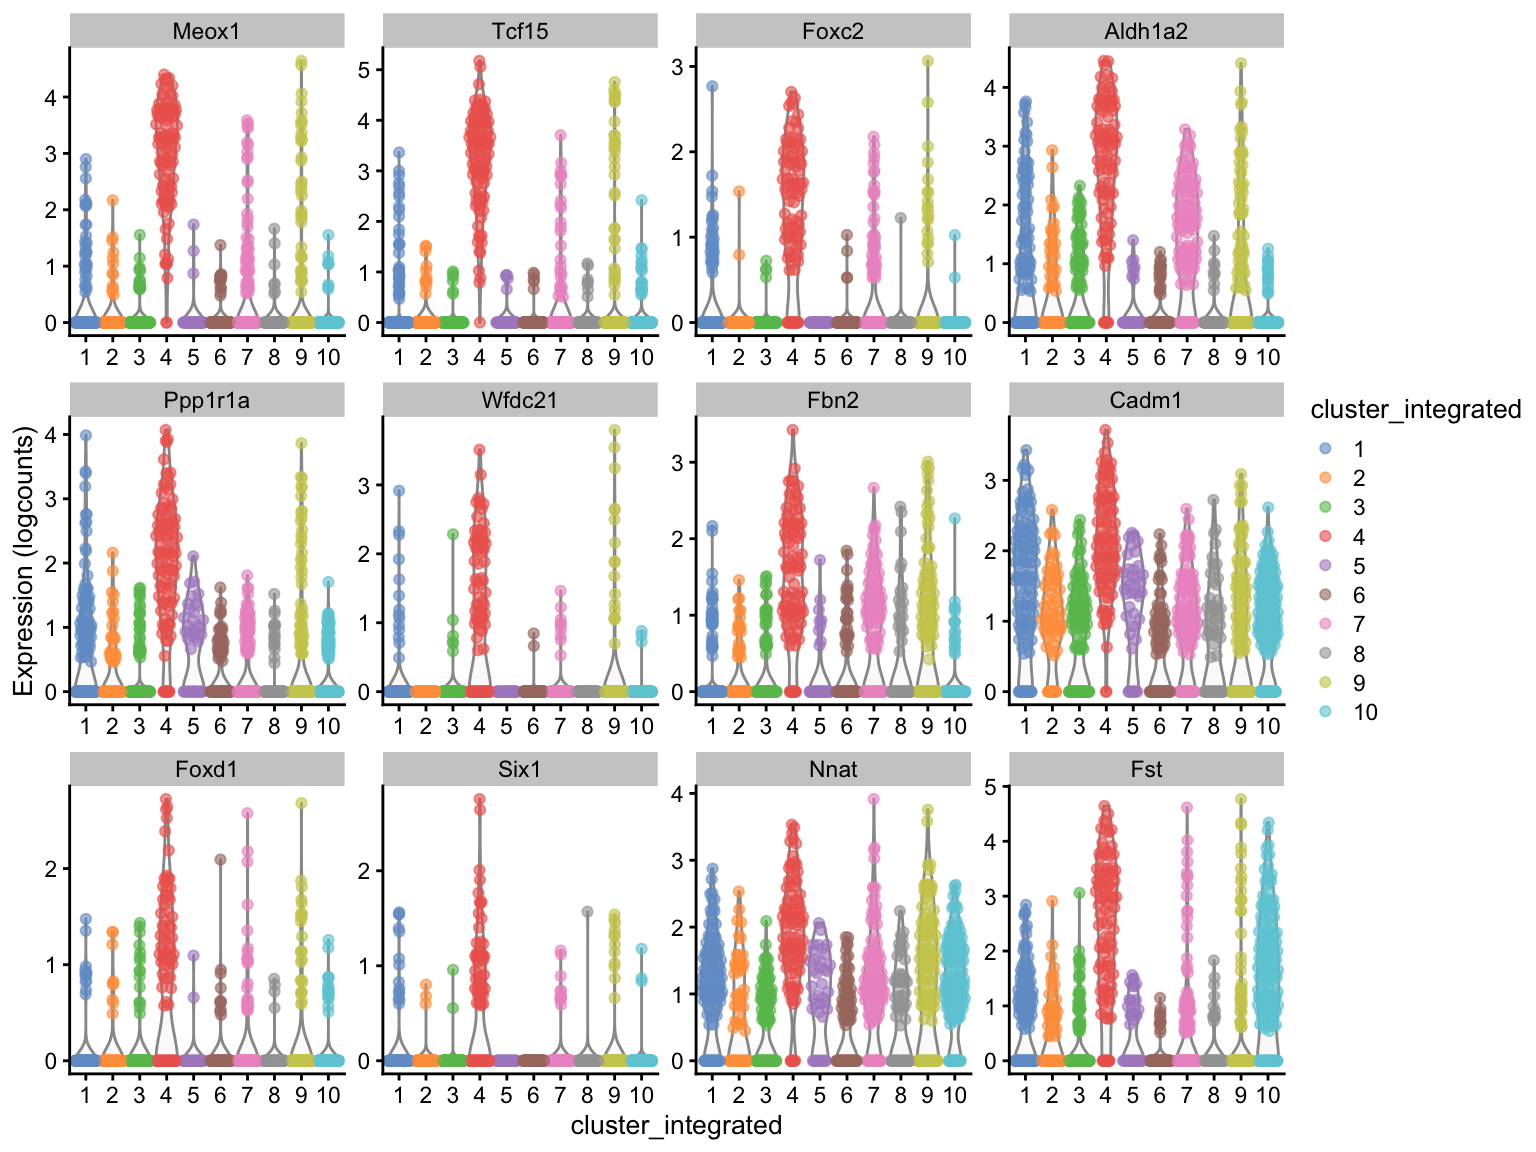 Meox1 Tcf15 Foxc2 Aldh1a2
4 3 2 1 0
5 4 3 2 1 0
3 2 1 0
4 3 2 1 0
1 2 3 4 5 6 7 8 9 10
1 2 3 4 5 6 7 8 9 10
1 2 3 4 5 6 7 8 9 10
1 2 3 4 5 6 7 8 9 10
Ppp1r1a Wfdc21 Fbn2 Cadm1
Expression (logcounts)
4 3 2 1 0
3 2 1 0
3 2 1 0
3 2 1 0
1 2 3 4 5 6 7 8 9 10
1 2 3 4 5 6 7 8 9 10
1 2 3 4 5 6 7 8 9 10
1 2 3 4 5 6 7 8 9 10
Foxd1 Six1 Nnat Fst
2 1 0
2 1 0
4 3 2 1 0
5 4 3 2 1 0
1 2 3 4 5 6 7 8 9 10
1 2 3 4 5 6 7 8 9 10
1 2 3 4 5 6 7 8 9 10
1 2 3 4 5 6 7 8 9 10
cluster_integrated
cluster_integrated
1
2
3
4
5
6
7
8
9
10